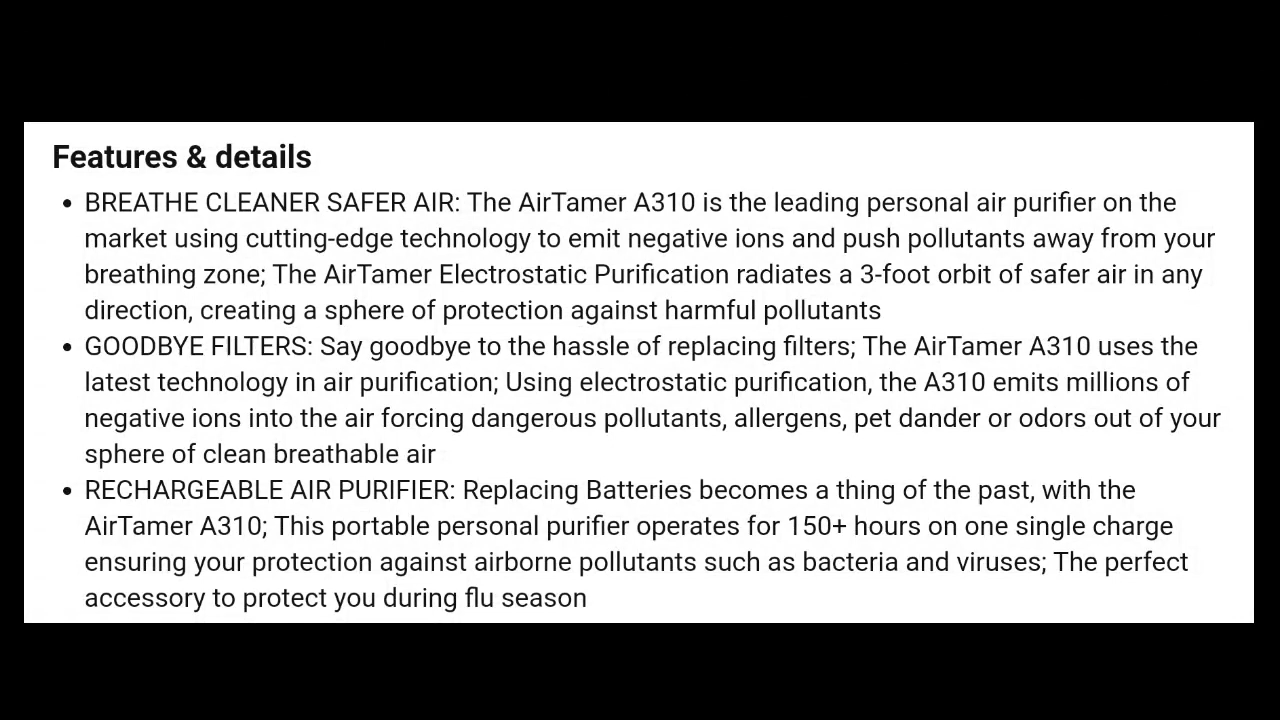 Features & details
• BREATHE CLEANER SAFER AIR: The AirTamer A310 is the leading personal air purifier on the
market using cutting-edge technology to emit negative ions and push pollutants away from your
breathing zone; The AirTamer Electrostatic Purification radiates a 3-foot orbit of safer air in any
direction, creating a sphere of protection against harmful pollutants
• GOODBYE FILTERS: Say goodbye to the hassle of replacing filters; The AirTamer A310 uses the
latest technology in air purification; Using electrostatic purification, the A310 emits millions of
negative ions into the air forcing dangerous pollutants, allergens, pet dander or odors out of your
sphere of clean breathable air
• RECHARGEABLE AIR PURIFIER: Replacing Batteries becomes a thing of the past, with the
AirTamer A310; This portable personal purifier operates for 150+ hours on one single charge
ensuring your protection against airborne pollutants such as bacteria and viruses; The perfect
accessory to protect you during flu season